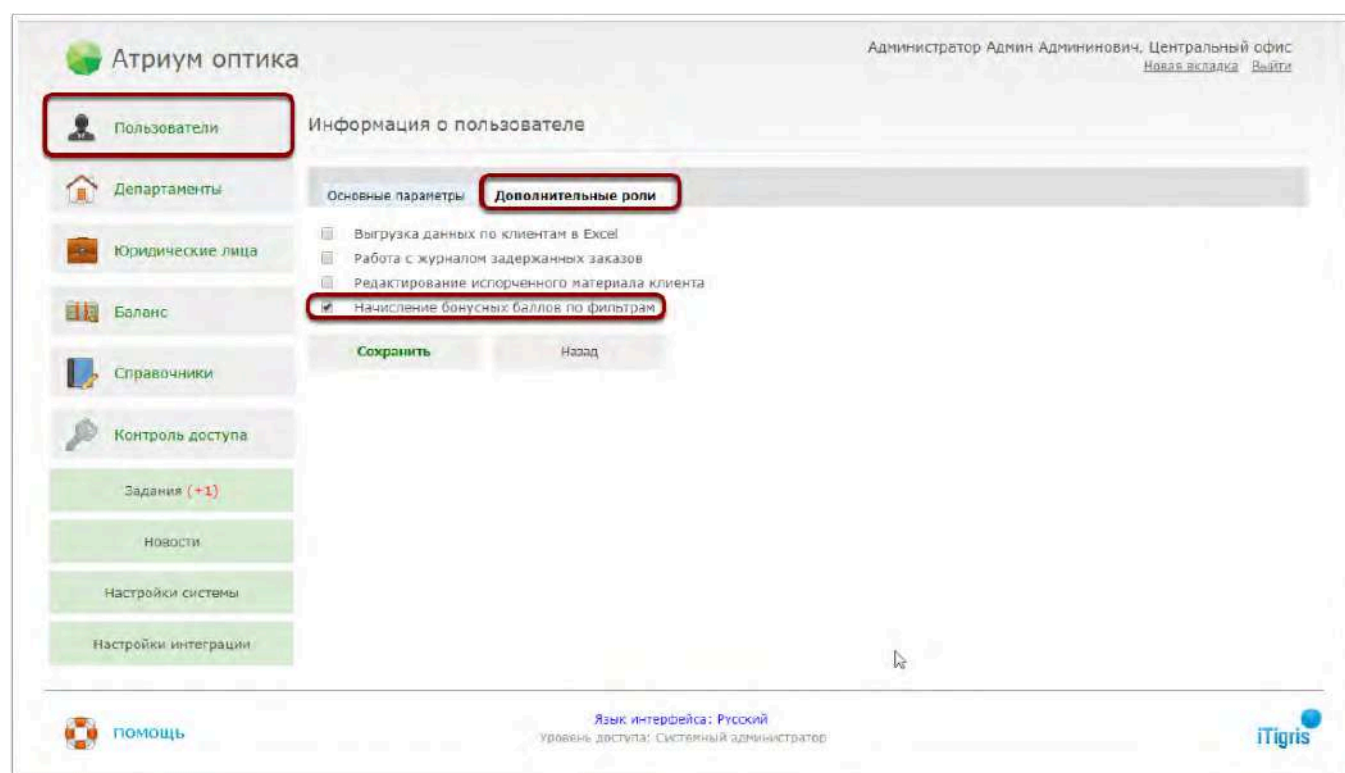 Атриум оптика
Администратор Админ Админинович, Центральный офис
Новая вкладка Выйти
Пользователи
Информация о пользователе
Департаменты
Основные параметры Дополнительные роли
Выгрузка данных по клиентам в Excel
Юридические лица
Работа с журналом задержанных заказов
Редактирование испорченного материала клиента
Баланс
Начисление бонусных баллов по фильтрам
Сохранить Назад
Справочники
Контроль доступа
Задания (+1)
Новости
Настройки системы
Настройки интеграции
помощь
Язык интерфейса: Русский
Уровень доступа: Системный администратор
iTigris